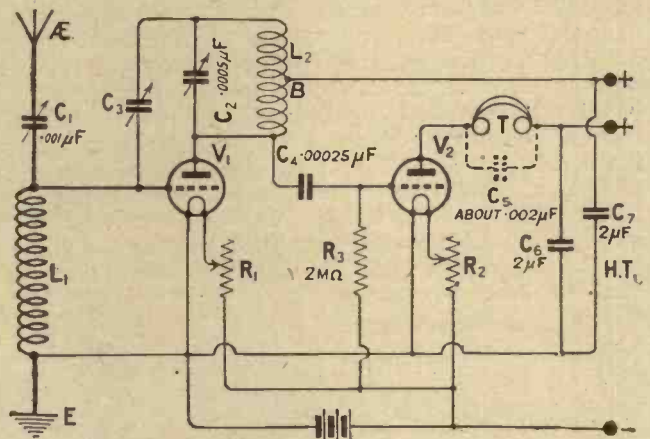 Æ
C₁
.001µF
C₃
C₂
.0005µF
L₂
B
V₁
C₄ .00025µF
V₂
T
C₅
ABOUT .002µF
C₆
2µF
C₇
2µF
H.T.
L₁
R₁
R₃
2MΩ
R₂
E
+
+
-